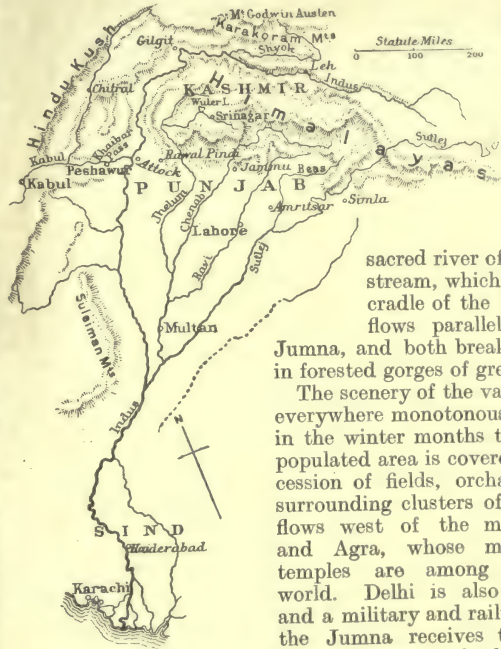 Mt Godwin Austen
Karakoram Mts
Gilgit
Shyok
Statute Miles
0 100 200
Leh
Indus
Hindu Kush
Chitral
KASHMIR
Wuler L.
Srinagar
Himalayas
Sutlej
Khaibar Pass
Kabul
Peshawur
Attock
Rawal Pindi
Jammu
Beas
Kabul
PUNJAB
Jhelum
Chenab
Amritsar
Simla
Lahore
Ravi
Sutlej
Sulaiman Mts
Multan
Indus
N
SIND
Haiderabad
Karachi
sacred river of
stream, which
cradle of the
flows parallel
Jumna, and both break
in forested gorges of gre
The scenery of the va
everywhere monotonous
in the winter months t
populated area is covere
cession of fields, orcha
surrounding clusters of
flows west of the m
and Agra, whose m
temples are among
world. Delhi is also
and a military and rail
the Jumna receives t